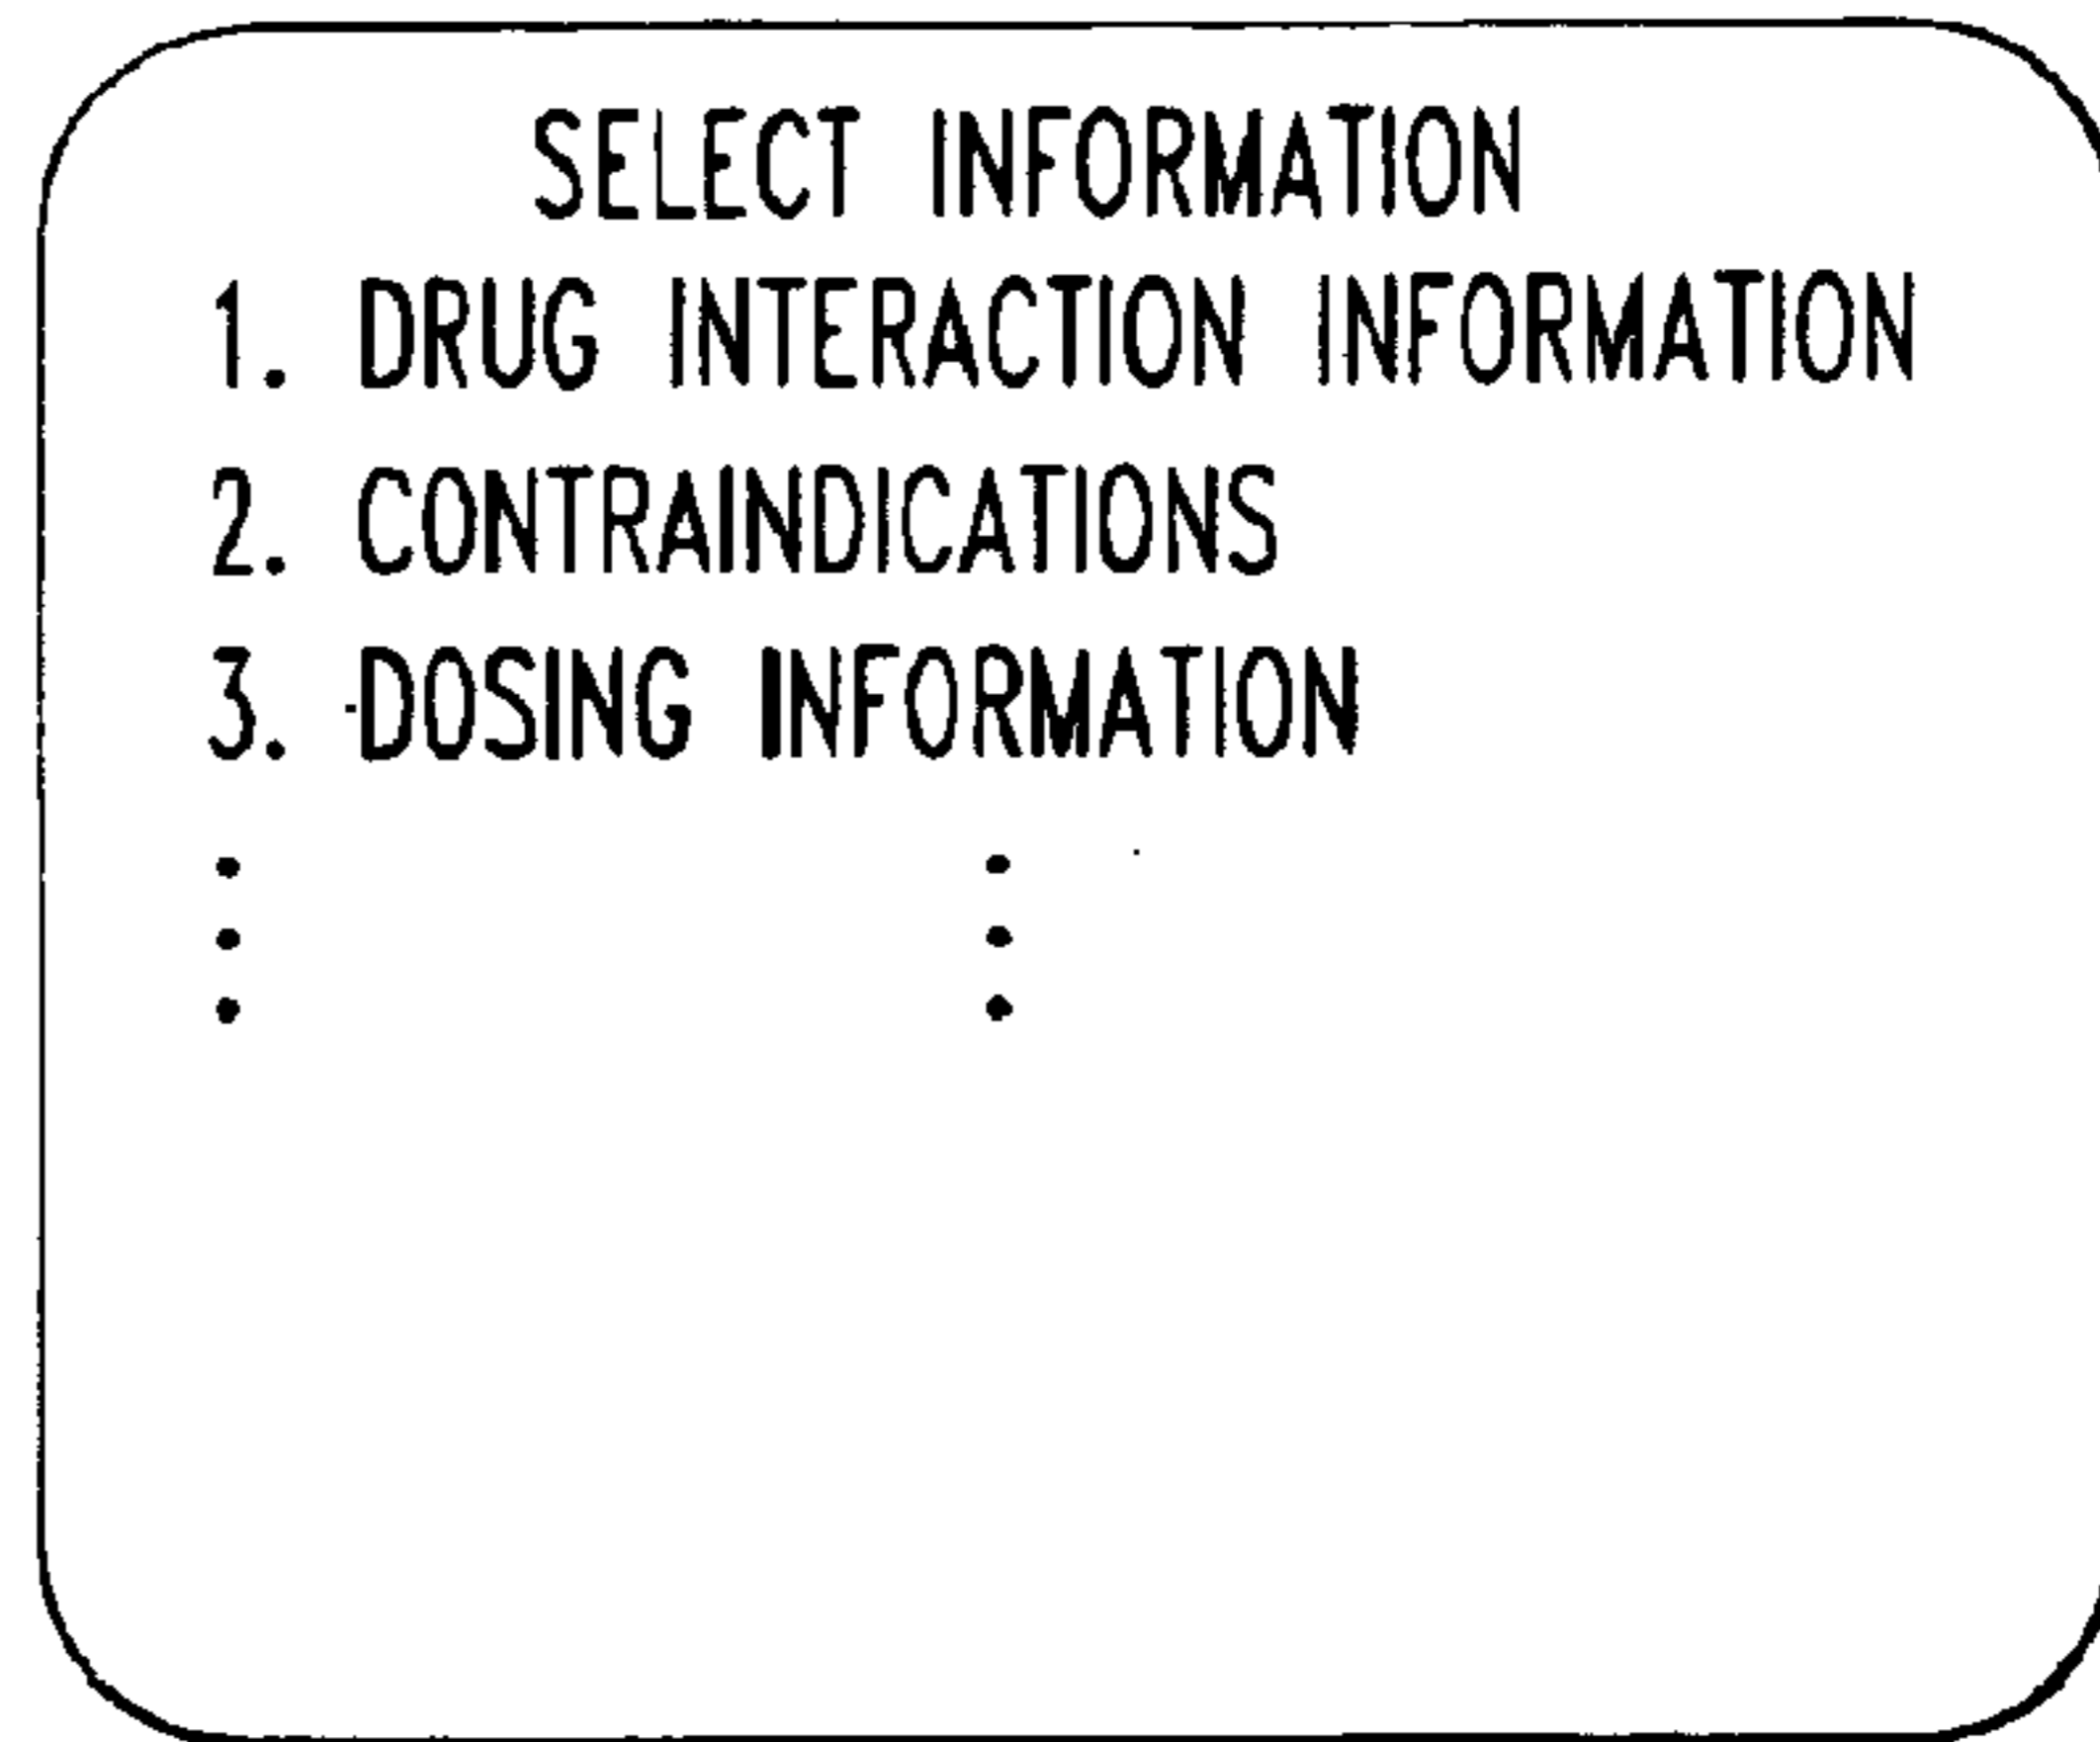 SELECT INFORMATION
1. DRUG INTERACTION INFORMATION
2. CONTRAINDICATIONS
3. DOSING INFORMATION